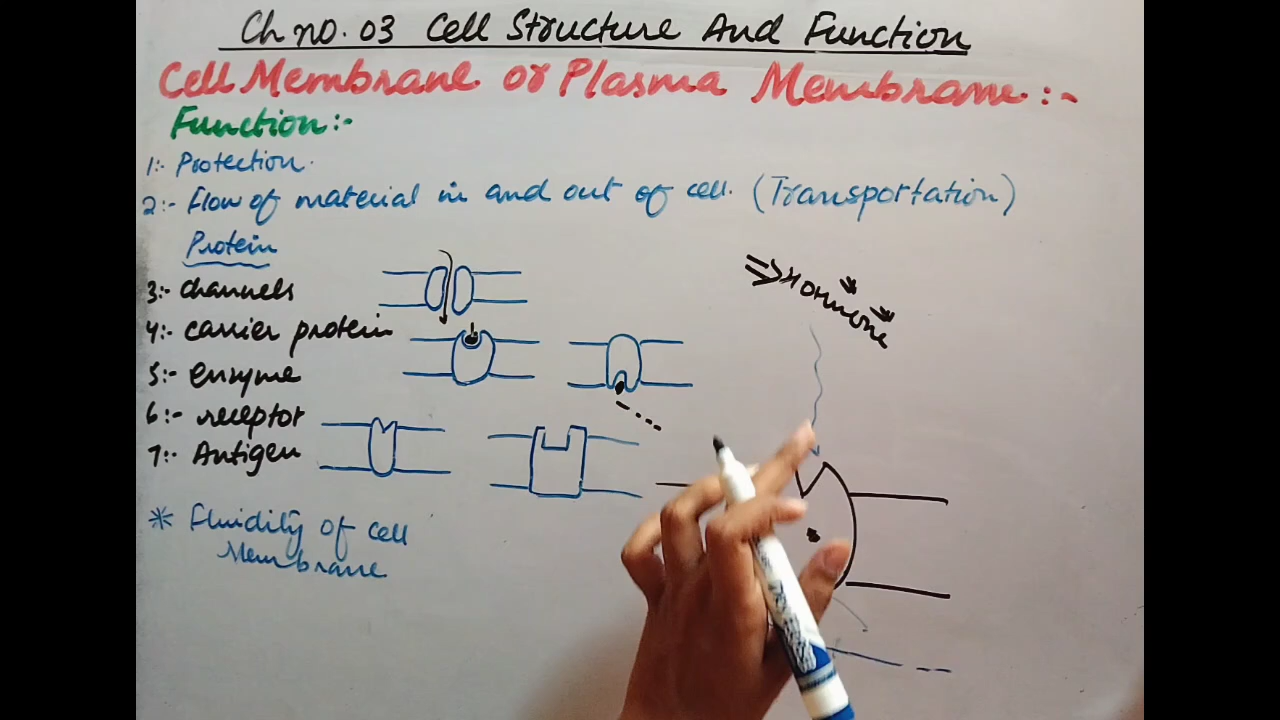 Ch no. 03 Cell Structure And Function
Cell Membrane or Plasma Membrane:-
Function:-
1:- Protection.
2:- Flow of material in and out of cell. (Transportation)
Protein
3:- channels
4:- carrier protein
5:- enzyme
6:- receptor
7:- Antigen
* Fluidity of cell
Membrane
⇒ Hormone